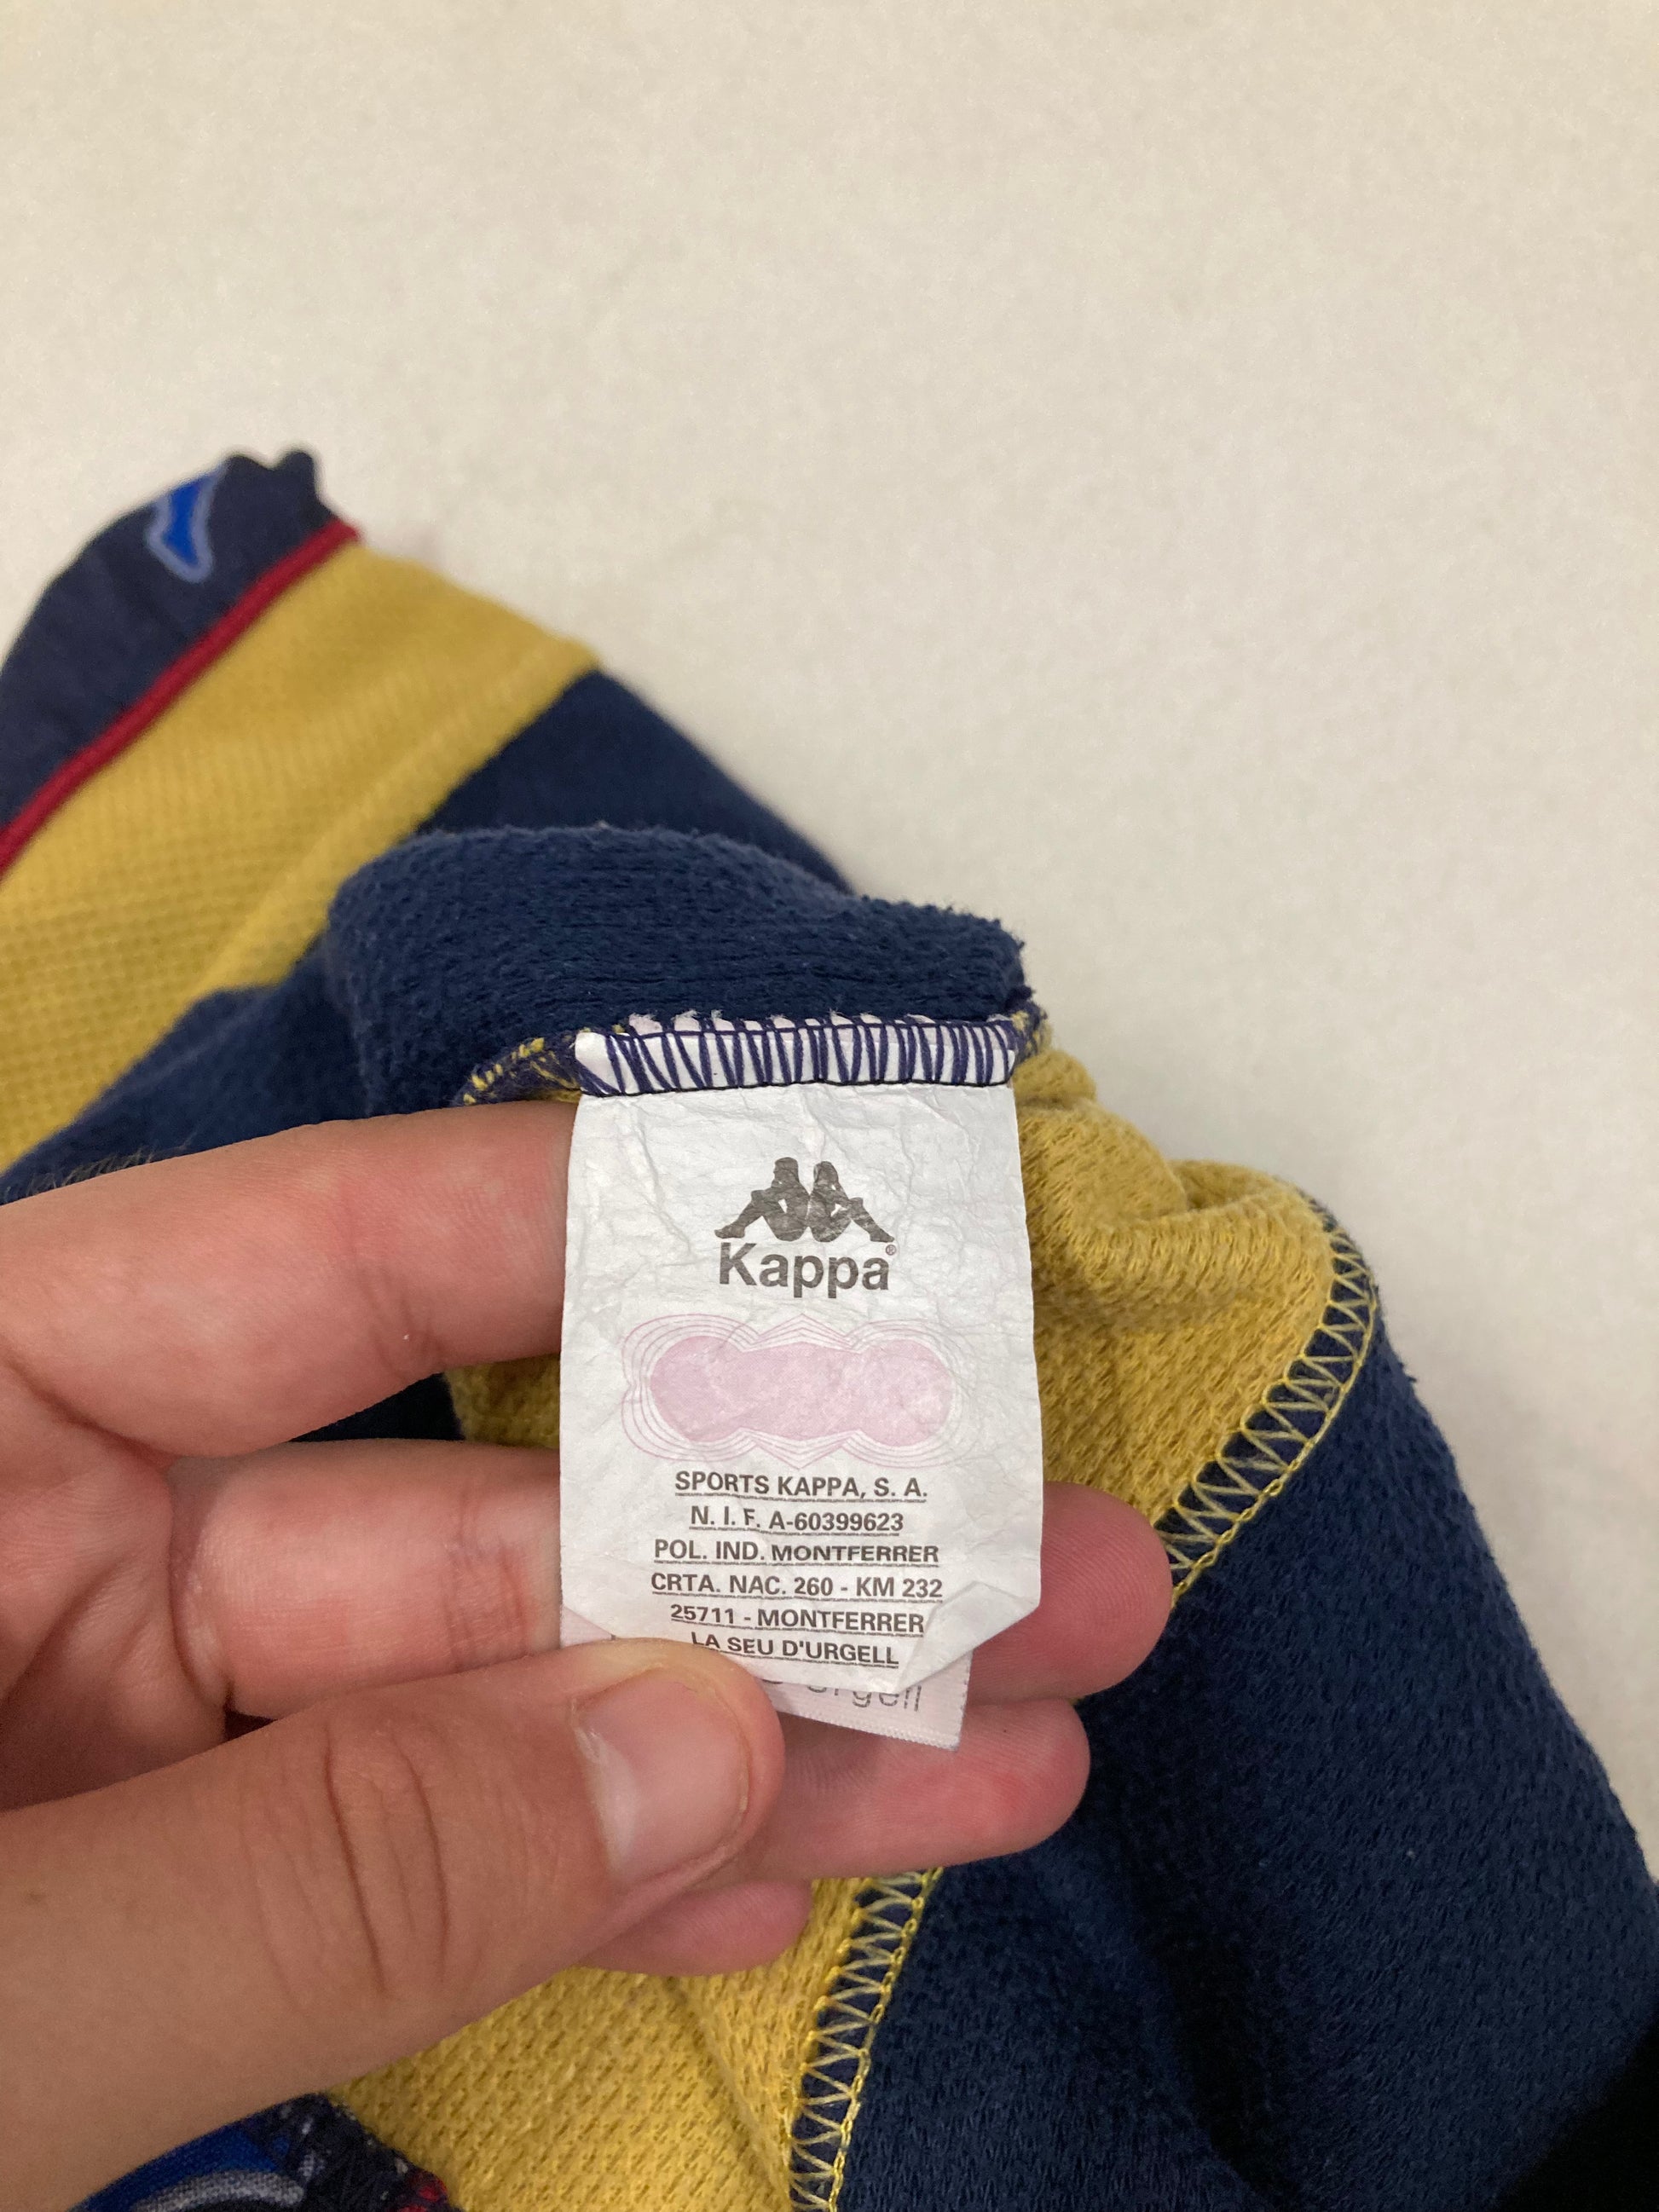 Kappa®
SPORTS KAPPA, S. A.
N. I. F. A-60399623
POL. IND. MONTFERRER
CRTA. NAC. 260 - KM 232
25711 - MONTFERRER
LA SEU D'URGELL